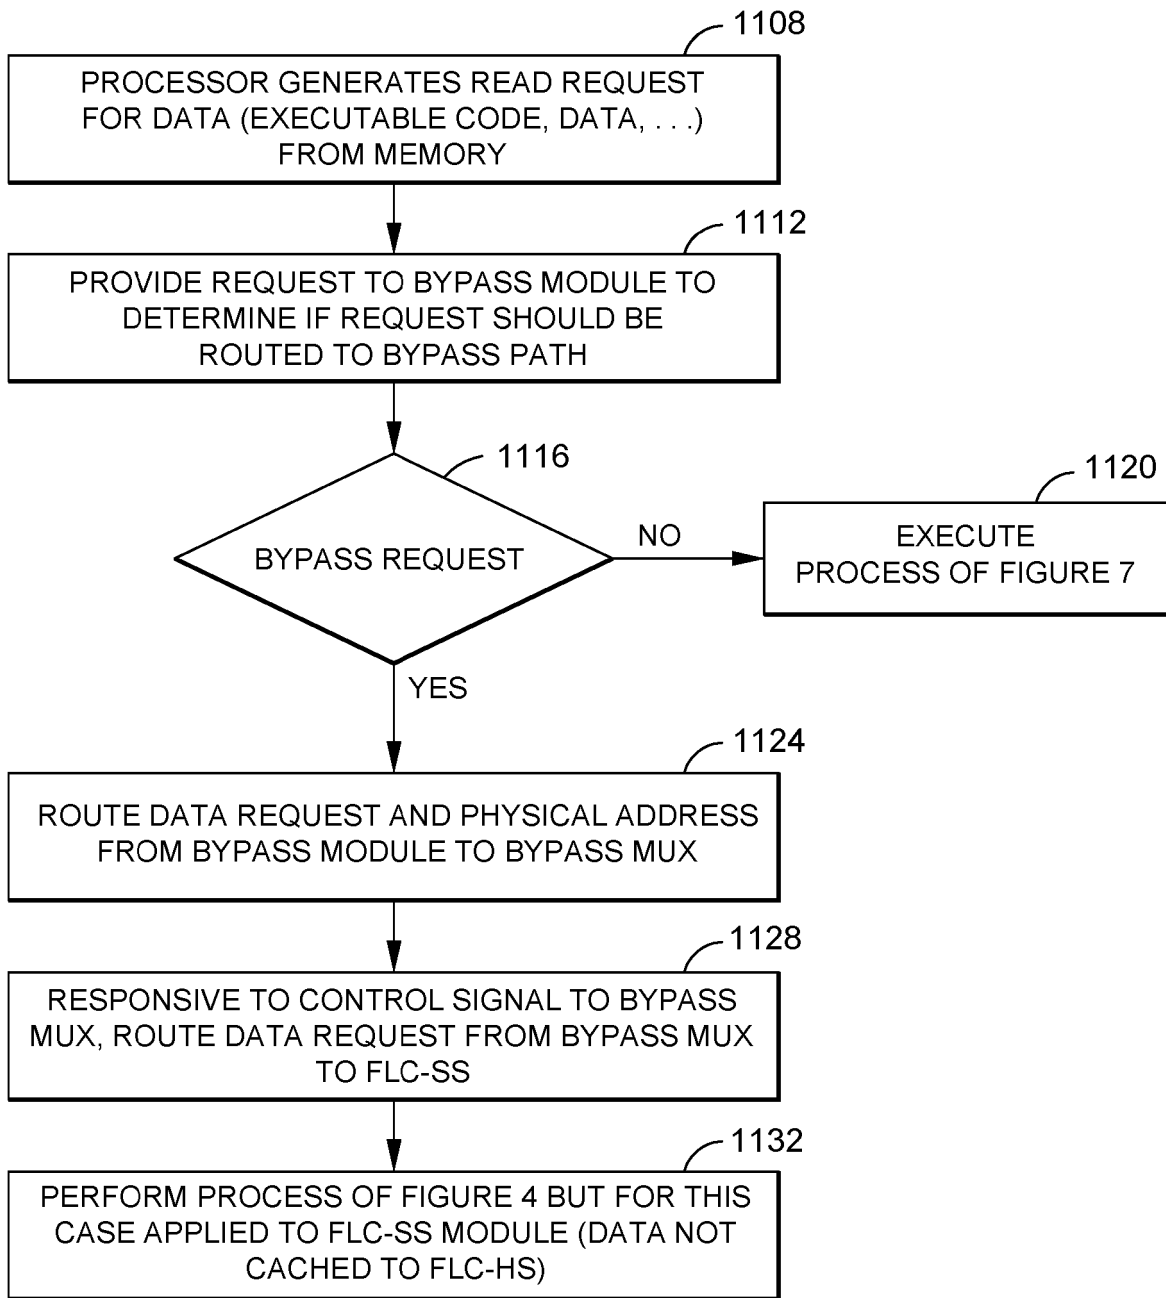 1108
PROCESSOR GENERATES READ REQUEST
FOR DATA (EXECUTABLE CODE, DATA, . . .)
FROM MEMORY
1112
PROVIDE REQUEST TO BYPASS MODULE TO
DETERMINE IF REQUEST SHOULD BE
ROUTED TO BYPASS PATH
1116
BYPASS REQUEST
NO
1120
EXECUTE
PROCESS OF FIGURE 7
YES
1124
ROUTE DATA REQUEST AND PHYSICAL ADDRESS
FROM BYPASS MODULE TO BYPASS MUX
1128
RESPONSIVE TO CONTROL SIGNAL TO BYPASS
MUX, ROUTE DATA REQUEST FROM BYPASS MUX
TO FLC-SS
1132
PERFORM PROCESS OF FIGURE 4 BUT FOR THIS
CASE APPLIED TO FLC-SS MODULE (DATA NOT
CACHED TO FLC-HS)